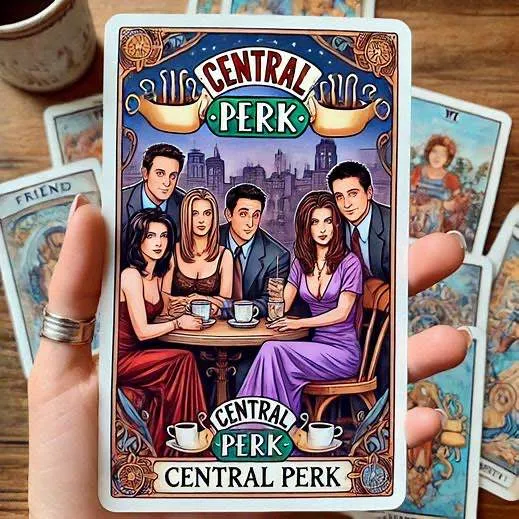 CENTRAL
·PERK·
FRIEND
CENTRAL
PERK
CENTRAL PERK